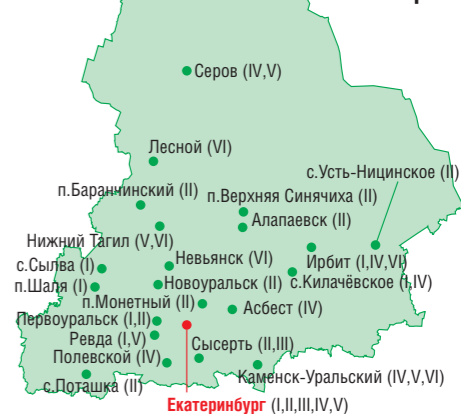 Серов (IV,V)
Лесной (VI)
с.Усть-Ницинское (II)
п.Баранчинский (II)
п.Верхняя Синячиха (II)
Алапаевск (II)
Нижний Тагил (V,VI)
Невьянск (VI)
Ирбит (I,IV,VI)
с.Сылва (I)
п.Шаля (I)
Новоуральск (II)
с.Килачёвское (I,IV)
п.Монетный (II)
Асбест (IV)
Первоуральск (I,II)
Ревда (I,V)
Сысерть (II,III)
Полевской (IV)
Каменск-Уральский (IV,V,VI)
с.Поташка (II)
Екатеринбург (I,II,III,IV,V)